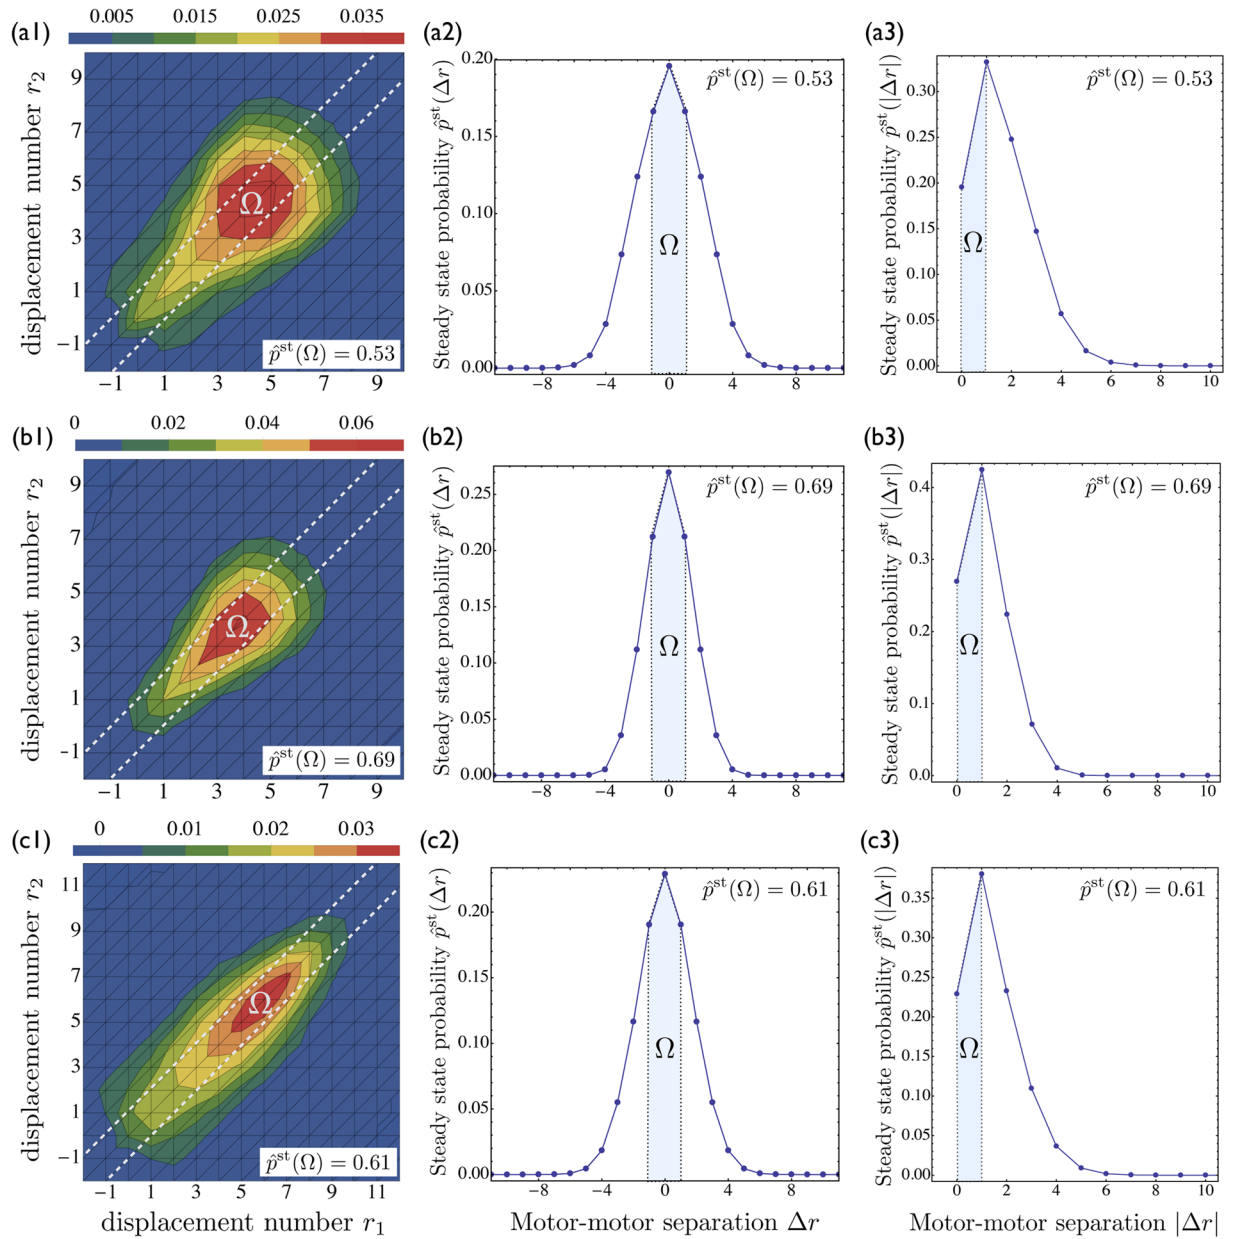 (a1)
0.005 0.015 0.025 0.035
displacement number r₂
9
7
5
3
1
−1
Ω
p̂ˢᵗ(Ω) = 0.53
−1 1 3 5 7 9
(a2)
Steady state probability p̂ˢᵗ(Δr)
0.20
0.15
0.10
0.05
0.00
p̂ˢᵗ(Ω) = 0.53
Ω
−8 −4 0 4 8
(a3)
Steady state probability p̂ˢᵗ(|Δr|)
0.30
0.25
0.20
0.15
0.10
0.05
0.00
p̂ˢᵗ(Ω) = 0.53
Ω
0 2 4 6 8 10
(b1)
0 0.02 0.04 0.06
displacement number r₂
9
7
5
3
1
−1
Ω
p̂ˢᵗ(Ω) = 0.69
−1 1 3 5 7 9
(b2)
Steady state probability p̂ˢᵗ(Δr)
0.25
0.20
0.15
0.10
0.05
0.00
p̂ˢᵗ(Ω) = 0.69
Ω
−8 −4 0 4 8
(b3)
Steady state probability p̂ˢᵗ(|Δr|)
0.4
0.3
0.2
0.1
0.0
p̂ˢᵗ(Ω) = 0.69
Ω
0 2 4 6 8 10
(c1)
0 0.01 0.02 0.03
displacement number r₂
11
9
7
5
3
1
−1
Ω
p̂ˢᵗ(Ω) = 0.61
−1 1 3 5 7 9 11
displacement number r₁
(c2)
Steady state probability p̂ˢᵗ(Δr)
0.20
0.15
0.10
0.05
0.00
p̂ˢᵗ(Ω) = 0.61
Ω
−8 −4 0 4 8
Motor-motor separation Δr
(c3)
Steady state probability p̂ˢᵗ(|Δr|)
0.35
0.30
0.25
0.20
0.15
0.10
0.05
0.00
p̂ˢᵗ(Ω) = 0.61
Ω
0 2 4 6 8 10
Motor-motor separation |Δr|